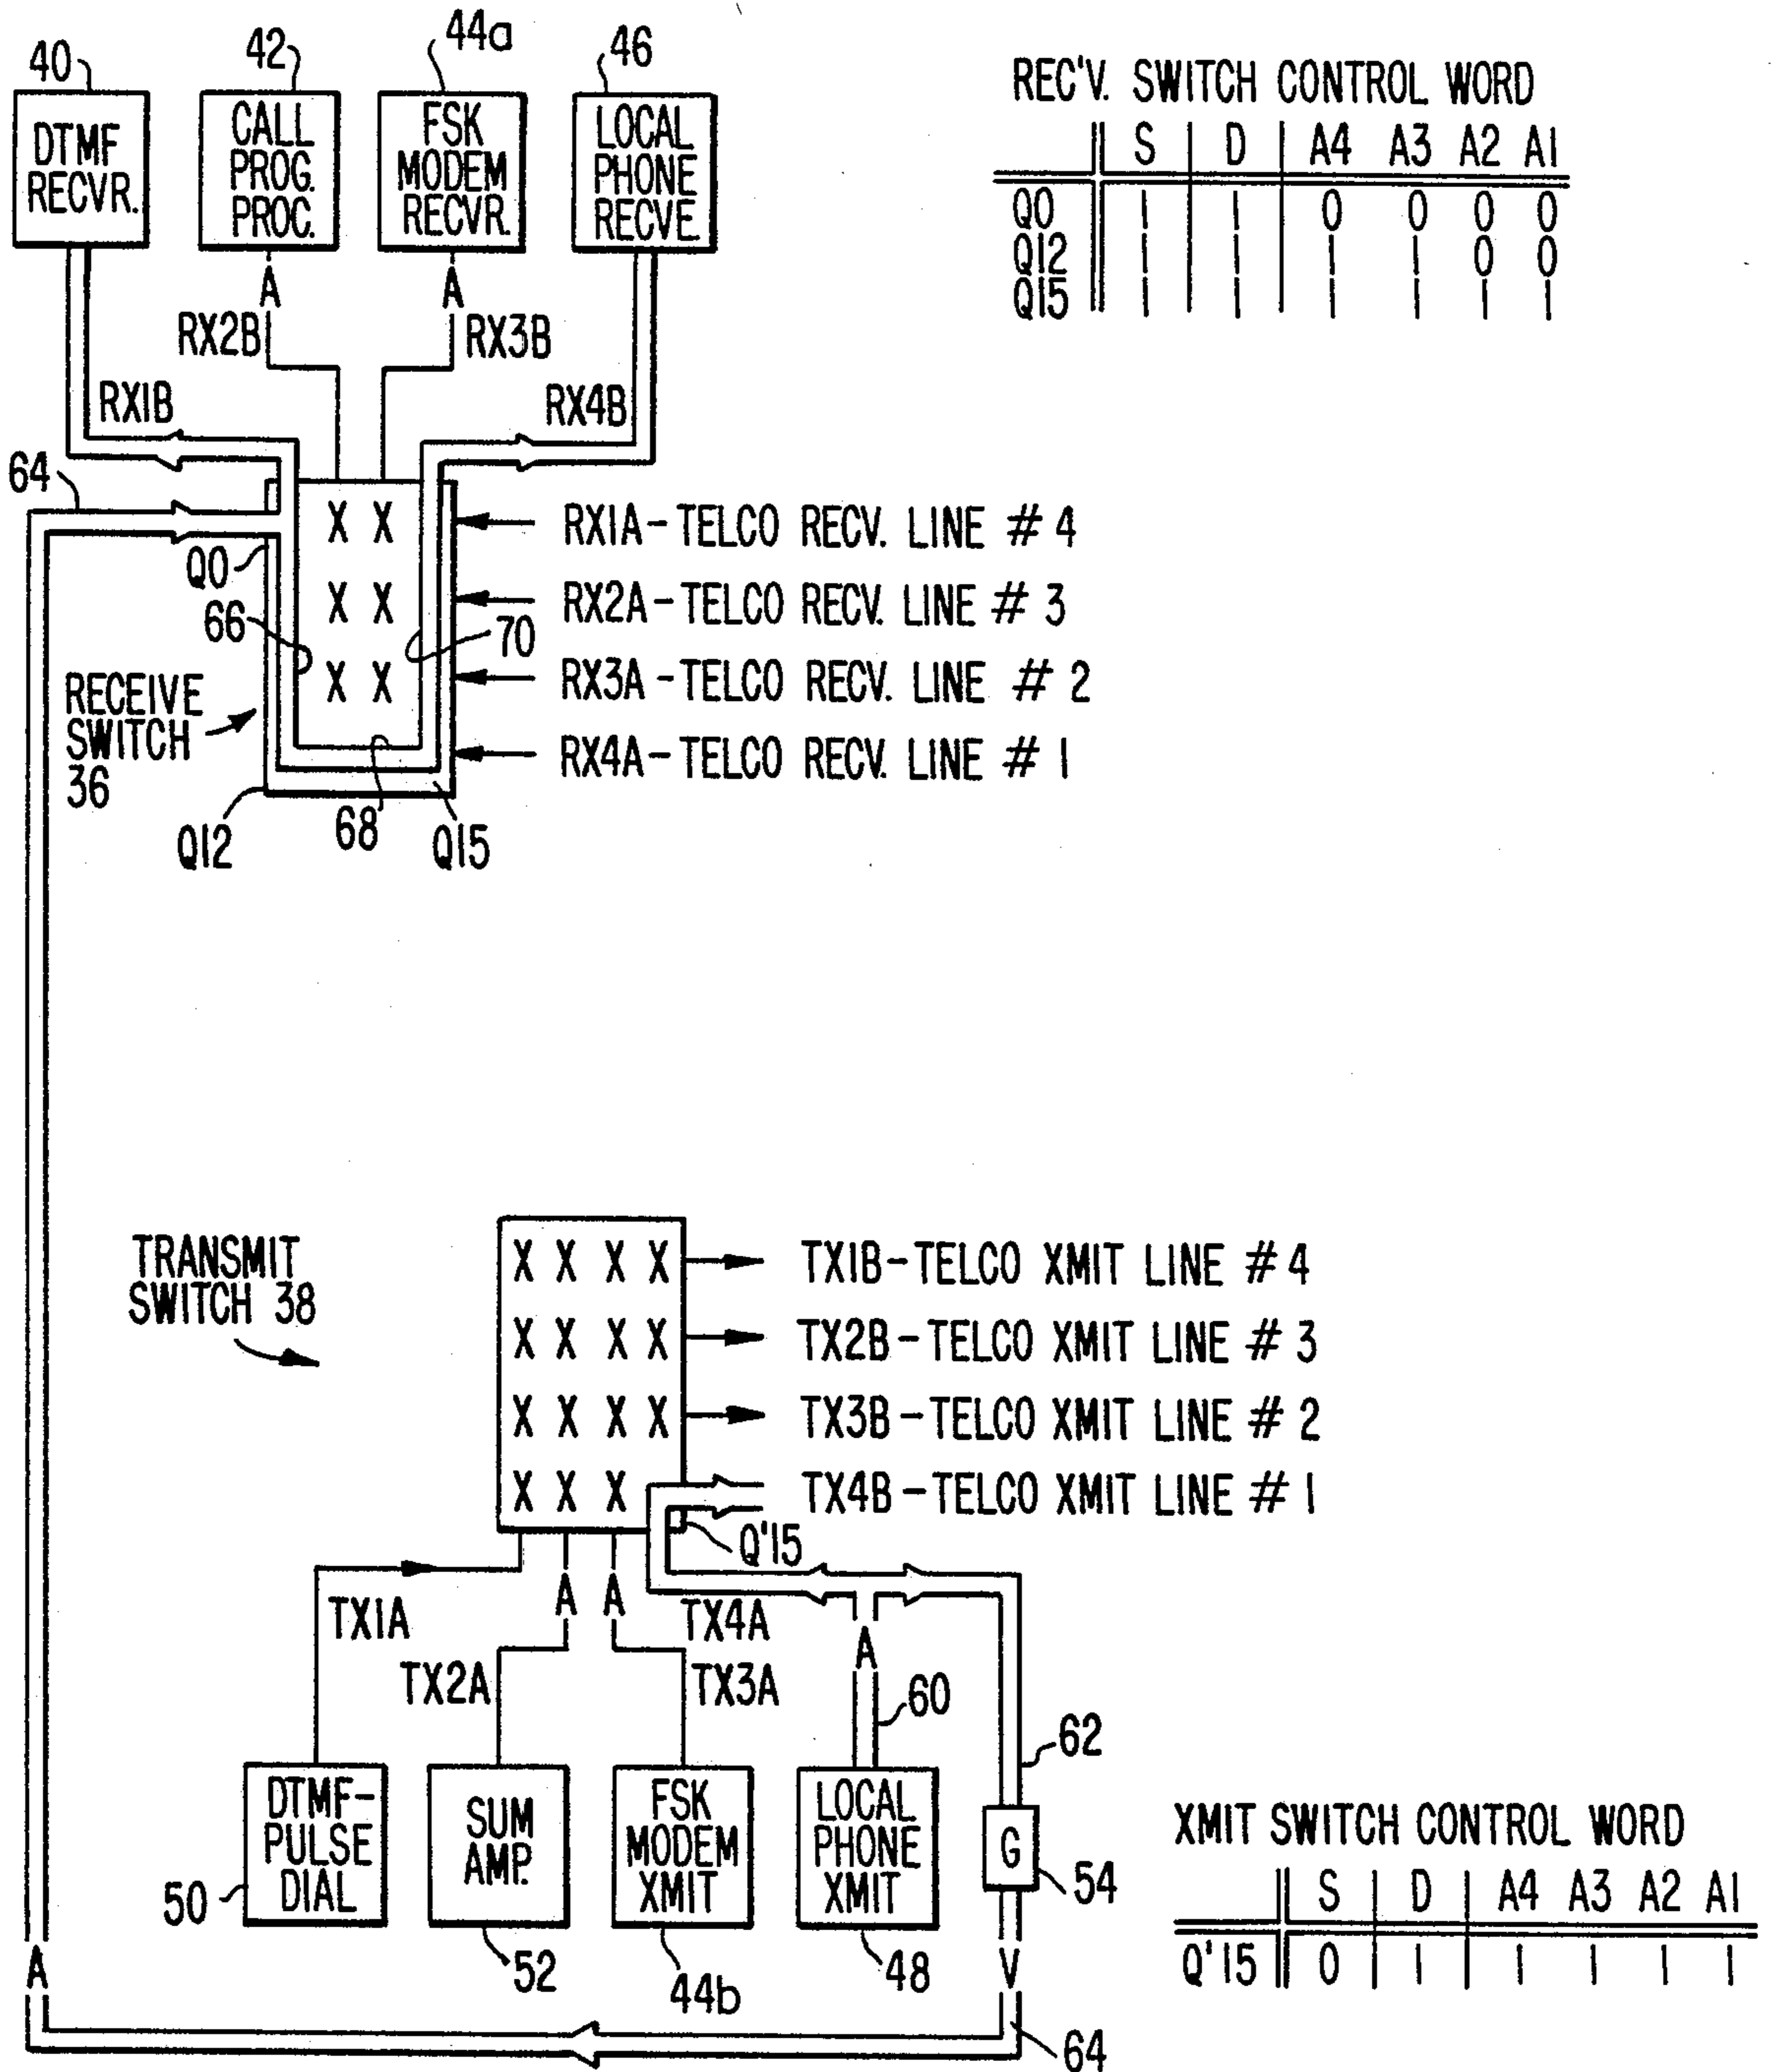 40
42
44a
46
DTMF
RECVR.
CALL
PROG.
PROC.
FSK
MODEM
RECVR.
LOCAL
PHONE
RECVE.
REC'V. SWITCH CONTROL WORD
S D A4 A3 A2 A1
Q0 1 1 0 0 0 0
Q12 1 1 1 1 0 0
Q15 1 1 1 1 1 1
A
A
RX2B
RX3B
RX1B
RX4B
64
X X
RX1A-TELCO RECV. LINE # 4
Q0
X X
RX2A-TELCO RECV. LINE # 3
66
70
X X
RX3A-TELCO RECV. LINE # 2
RECEIVE
SWITCH
36
RX4A-TELCO RECV. LINE # 1
Q12
68
Q15
TRANSMIT
SWITCH 38
X X X X
TX1B-TELCO XMIT LINE # 4
X X X X
TX2B-TELCO XMIT LINE # 3
X X X X
TX3B-TELCO XMIT LINE # 2
X X X
TX4B-TELCO XMIT LINE # 1
Q'15
A
A
TX1A
TX4A
A
TX2A
TX3A
60
62
DTMF-
PULSE
DIAL
SUM
AMP.
FSK
MODEM
XMIT
LOCAL
PHONE
XMIT
G
50
52
44b
48
54
XMIT SWITCH CONTROL WORD
S D A4 A3 A2 A1
Q'15 0 1 1 1 1 1
A
V
64